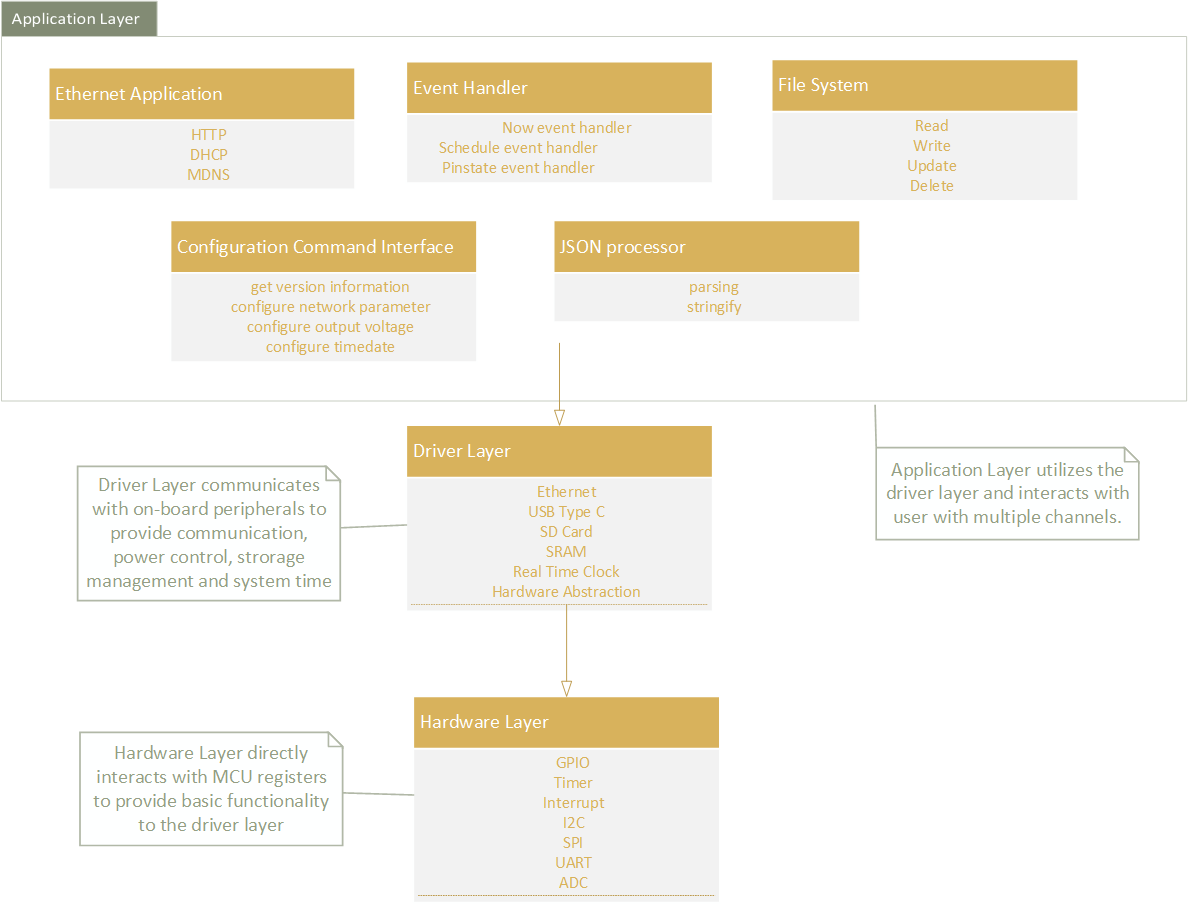 Application Layer
Ethernet Application
HTTP
DHCP
MDNS
Event Handler
Now event handler
Schedule event handler
Pinstate event handler
File System
Read
Write
Update
Delete
Configuration Command Interface
get version information
configure network parameter
configure output voltage
configure timedate
JSON processor
parsing
stringify
Driver Layer
Ethernet
USB Type C
SD Card
SRAM
Real Time Clock
Hardware Abstraction
Driver Layer communicates
with on-board peripherals to
provide communication,
power control, strorage
management and system time
Application Layer utilizes the
driver layer and interacts with
user with multiple channels.
Hardware Layer
GPIO
Timer
Interrupt
I2C
SPI
UART
ADC
Hardware Layer directly
interacts with MCU registers
to provide basic functionality
to the driver layer